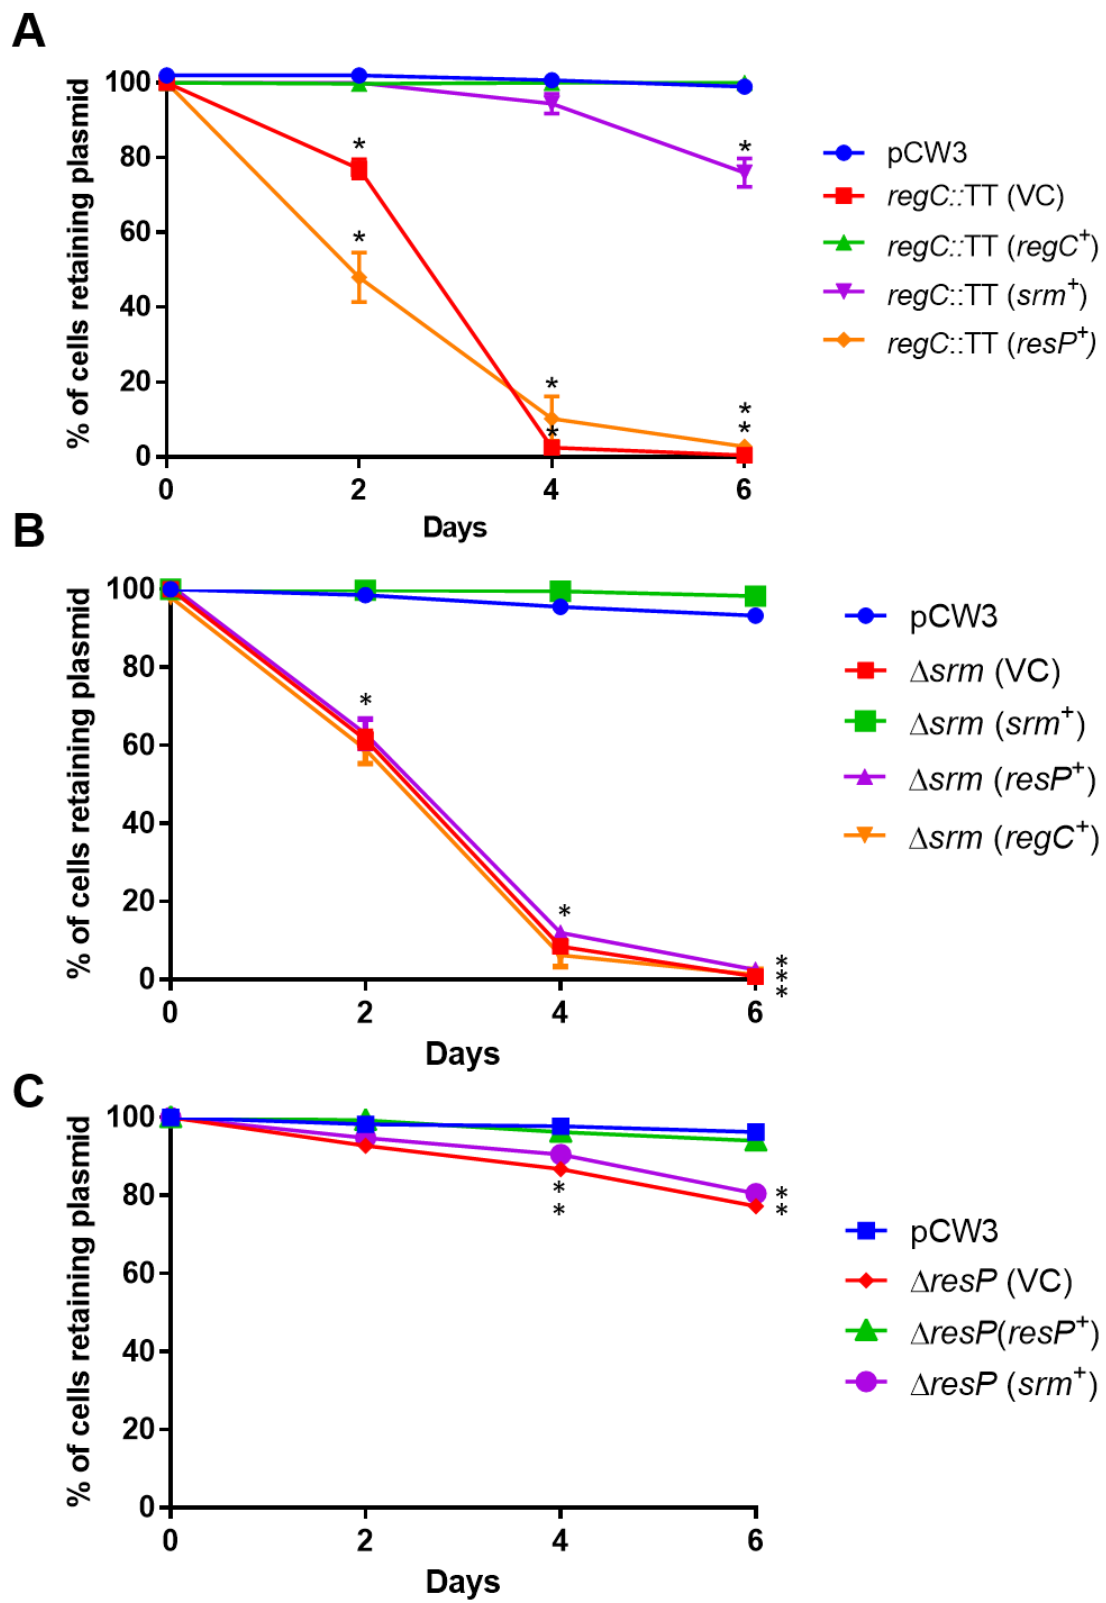 A
% of cells retaining plasmid
100
80
60
40
20
0
0 2 4 6
Days
* * * * * * *
pCW3
regC::TT (VC)
regC::TT (regC⁺)
regC::TT (srm⁺)
regC::TT (resP⁺)
B
% of cells retaining plasmid
100
80
60
40
20
0
0 2 4 6
Days
* * * * *
pCW3
Δsrm (VC)
Δsrm (srm⁺)
Δsrm (resP⁺)
Δsrm (regC⁺)
C
% of cells retaining plasmid
100
80
60
40
20
0
0 2 4 6
Days
* * * *
pCW3
ΔresP (VC)
ΔresP(resP⁺)
ΔresP (srm⁺)